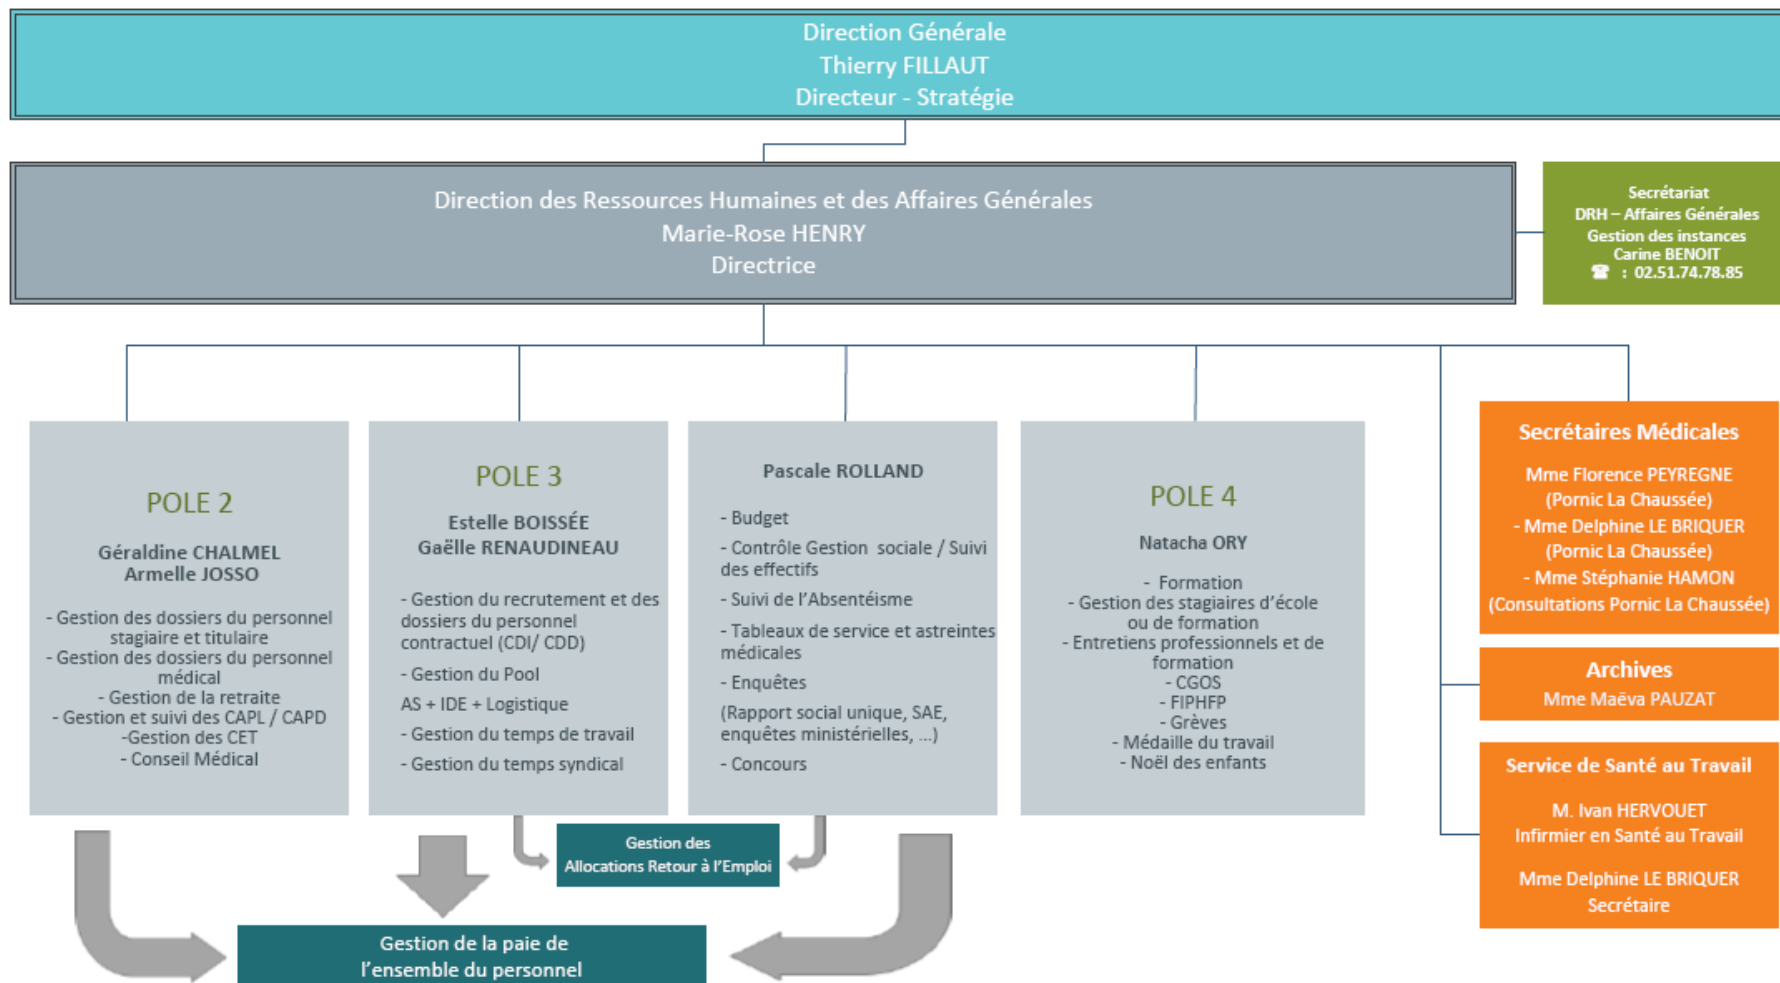 Direction Générale
Thierry FILLAUT
Directeur - Stratégie
Direction des Ressources Humaines et des Affaires Générales
Marie-Rose HENRY
Directrice
Secrétariat
DRH – Affaires Générales
Gestion des instances
Carine BENOIT
☎ : 02.51.74.78.85
POLE 2
Géraldine CHALMEL
Armelle JOSSO
- Gestion des dossiers du personnel
stagiaire et titulaire
- Gestion des dossiers du personnel
médical
- Gestion de la retraite
- Gestion et suivi des CAPL / CAPD
-Gestion des CET
- Conseil Médical
POLE 3
Estelle BOISSÉE
Gaëlle RENAUDINEAU
- Gestion du recrutement et des
dossiers du personnel
contractuel (CDI/ CDD)
- Gestion du Pool
AS + IDE + Logistique
- Gestion du temps de travail
- Gestion du temps syndical
Pascale ROLLAND
- Budget
- Contrôle Gestion sociale / Suivi
des effectifs
- Suivi de l'Absentéisme
- Tableaux de service et astreintes
médicales
- Enquêtes
(Rapport social unique, SAE,
enquêtes ministérielles, ...)
- Concours
POLE 4
Natacha ORY
- Formation
- Gestion des stagiaires d'école
ou de formation
- Entretiens professionnels et de
formation
- CGOS
- FIPHFP
- Grèves
- Médaille du travail
- Noël des enfants
Secrétaires Médicales
Mme Florence PEYREGNE
(Pornic La Chaussée)
- Mme Delphine LE BRIQUER
(Pornic La Chaussée)
- Mme Stéphanie HAMON
(Consultations Pornic La Chaussée)
Archives
Mme Maëva PAUZAT
Service de Santé au Travail
M. Ivan HERVOUET
Infirmier en Santé au Travail
Mme Delphine LE BRIQUER
Secrétaire
Gestion des
Allocations Retour à l'Emploi
Gestion de la paie de
l'ensemble du personnel